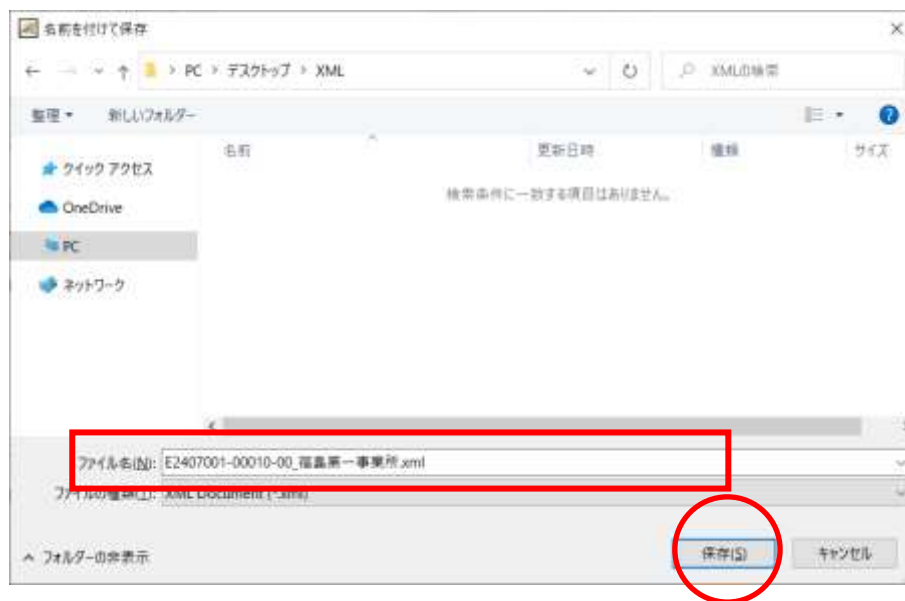 名前を付けて保存
PC > デスクトップ > XML
XMLの検索
整理 新しいフォルダー
名前 更新日時 種類 サイズ
検索条件に一致する項目はありません。
クイック アクセス
OneDrive
PC
ネットワーク
ファイル名(N): E2407001-00010-00_福島第一事業所.xml
ファイルの種類(T): XML Document (*.xml)
フォルダーの非表示
保存(S) キャンセル